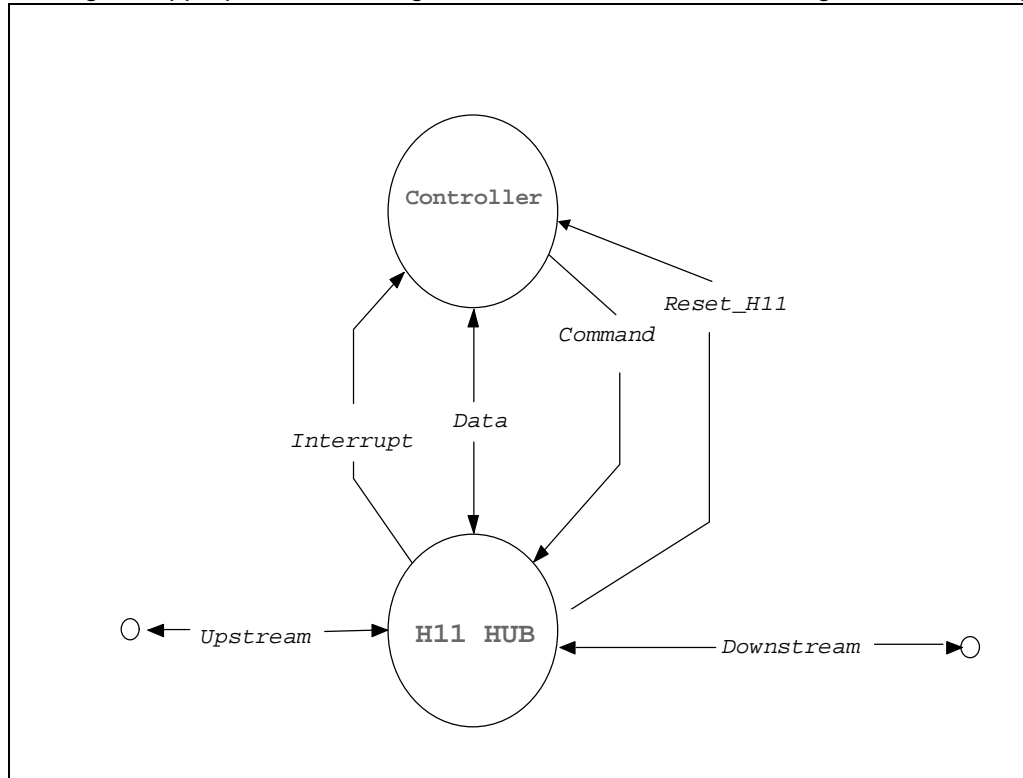 Controller
Reset_H11
Command
Data
Interrupt
Upstream
H11 HUB
Downstream